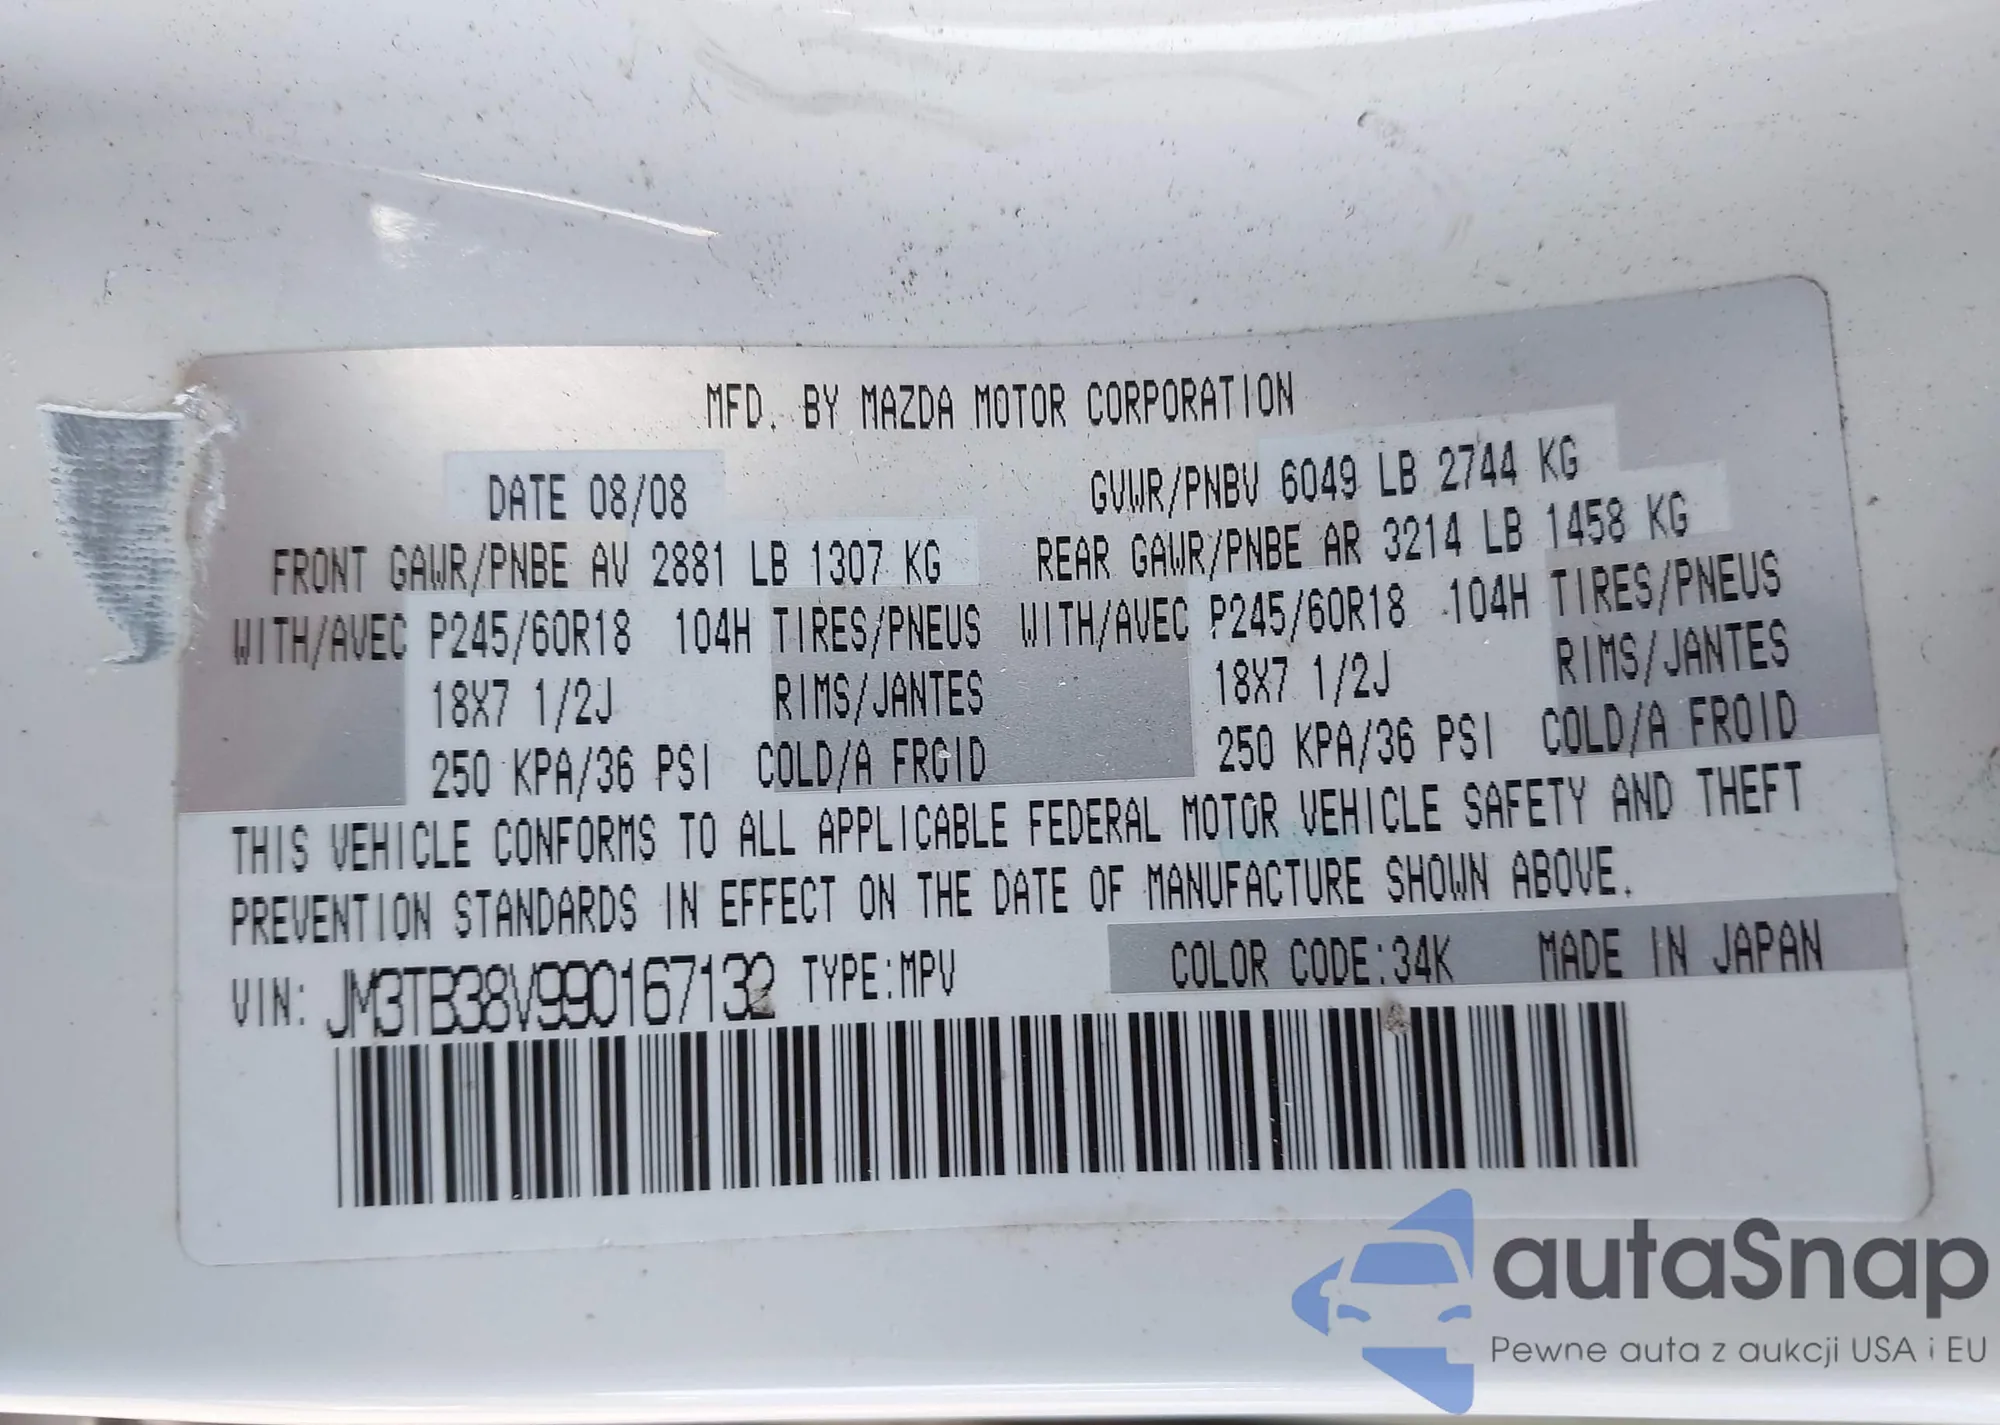 MFD. BY MAZDA MOTOR CORPORATION
DATE 08/08 GVWR/PNBV 6049 LB 2744 KG
FRONT GAWR/PNBE AV 2881 LB 1307 KG REAR GAWR/PNBE AR 3214 LB 1458 KG
WITH/AVEC P245/60R18 104H TIRES/PNEUS WITH/AVEC P245/60R18 104H TIRES/PNEUS
18X7 1/2J RIMS/JANTES 18X7 1/2J RIMS/JANTES
250 KPA/36 PSI COLD/A FROID 250 KPA/36 PSI COLD/A FROID
THIS VEHICLE CONFORMS TO ALL APPLICABLE FEDERAL MOTOR VEHICLE SAFETY AND THEFT
PREVENTION STANDARDS IN EFFECT ON THE DATE OF MANUFACTURE SHOWN ABOVE.
VIN: JM3TB38V990167132 TYPE:MPV COLOR CODE:34K MADE IN JAPAN
autaSnap
Pewne auta z aukcji USA i EU